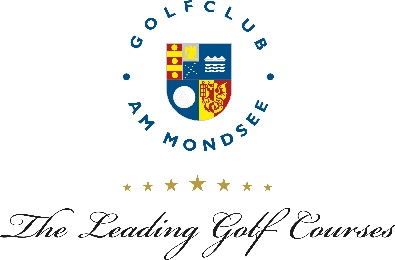 GOLFCLUB
AM MONDSEE
The Leading Golf Courses